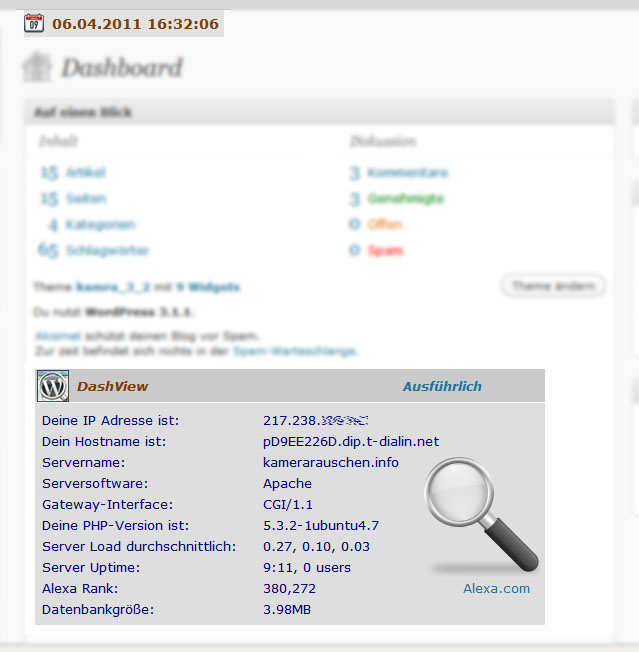 09 06.04.2011 16:32:06
Dashboard
Auf einen Blick
Inhalt Diskussion
15 Artikel 3 Kommentare
15 Seiten 3 Genehmigte
4 Kategorien 0 Offen
65 Schlagwörter 0 Spam
Theme kamra_3_2 mit 9 Widgets Theme ändern
Du nutzt WordPress 3.1.1.
Akismet schützt deinen Blog vor Spam.
Zur zeit befindet sich nichts in der Spam-Warteschlange.
DashView Ausführlich
Deine IP Adresse ist: 217.238.
Dein Hostname ist: pD9EE226D.dip.t-dialin.net
Servername: kamerarauschen.info
Serversoftware: Apache
Gateway-Interface: CGI/1.1
Deine PHP-Version ist: 5.3.2-1ubuntu4.7
Server Load durchschnittlich: 0.27, 0.10, 0.03
Server Uptime: 9:11, 0 users
Alexa Rank: 380,272 Alexa.com
Datenbankgröße: 3.98MB